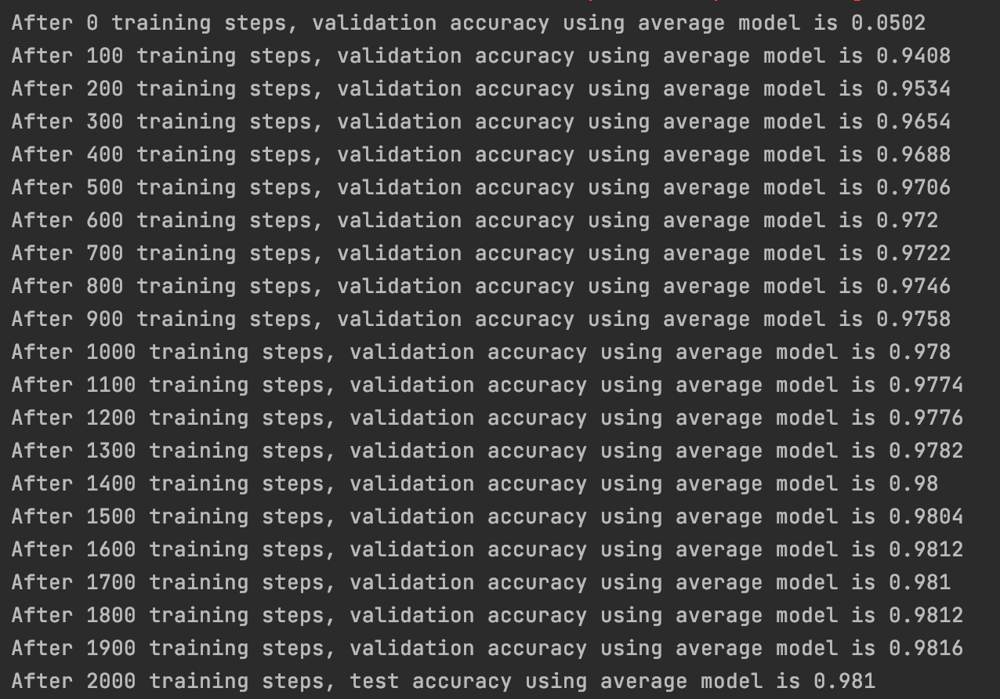 After 0 training steps, validation accuracy using average model is 0.0502
After 100 training steps, validation accuracy using average model is 0.9408
After 200 training steps, validation accuracy using average model is 0.9534
After 300 training steps, validation accuracy using average model is 0.9654
After 400 training steps, validation accuracy using average model is 0.9688
After 500 training steps, validation accuracy using average model is 0.9706
After 600 training steps, validation accuracy using average model is 0.972
After 700 training steps, validation accuracy using average model is 0.9722
After 800 training steps, validation accuracy using average model is 0.9746
After 900 training steps, validation accuracy using average model is 0.9758
After 1000 training steps, validation accuracy using average model is 0.978
After 1100 training steps, validation accuracy using average model is 0.9774
After 1200 training steps, validation accuracy using average model is 0.9776
After 1300 training steps, validation accuracy using average model is 0.9782
After 1400 training steps, validation accuracy using average model is 0.98
After 1500 training steps, validation accuracy using average model is 0.9804
After 1600 training steps, validation accuracy using average model is 0.9812
After 1700 training steps, validation accuracy using average model is 0.981
After 1800 training steps, validation accuracy using average model is 0.9812
After 1900 training steps, validation accuracy using average model is 0.9816
After 2000 training steps, test accuracy using average model is 0.981